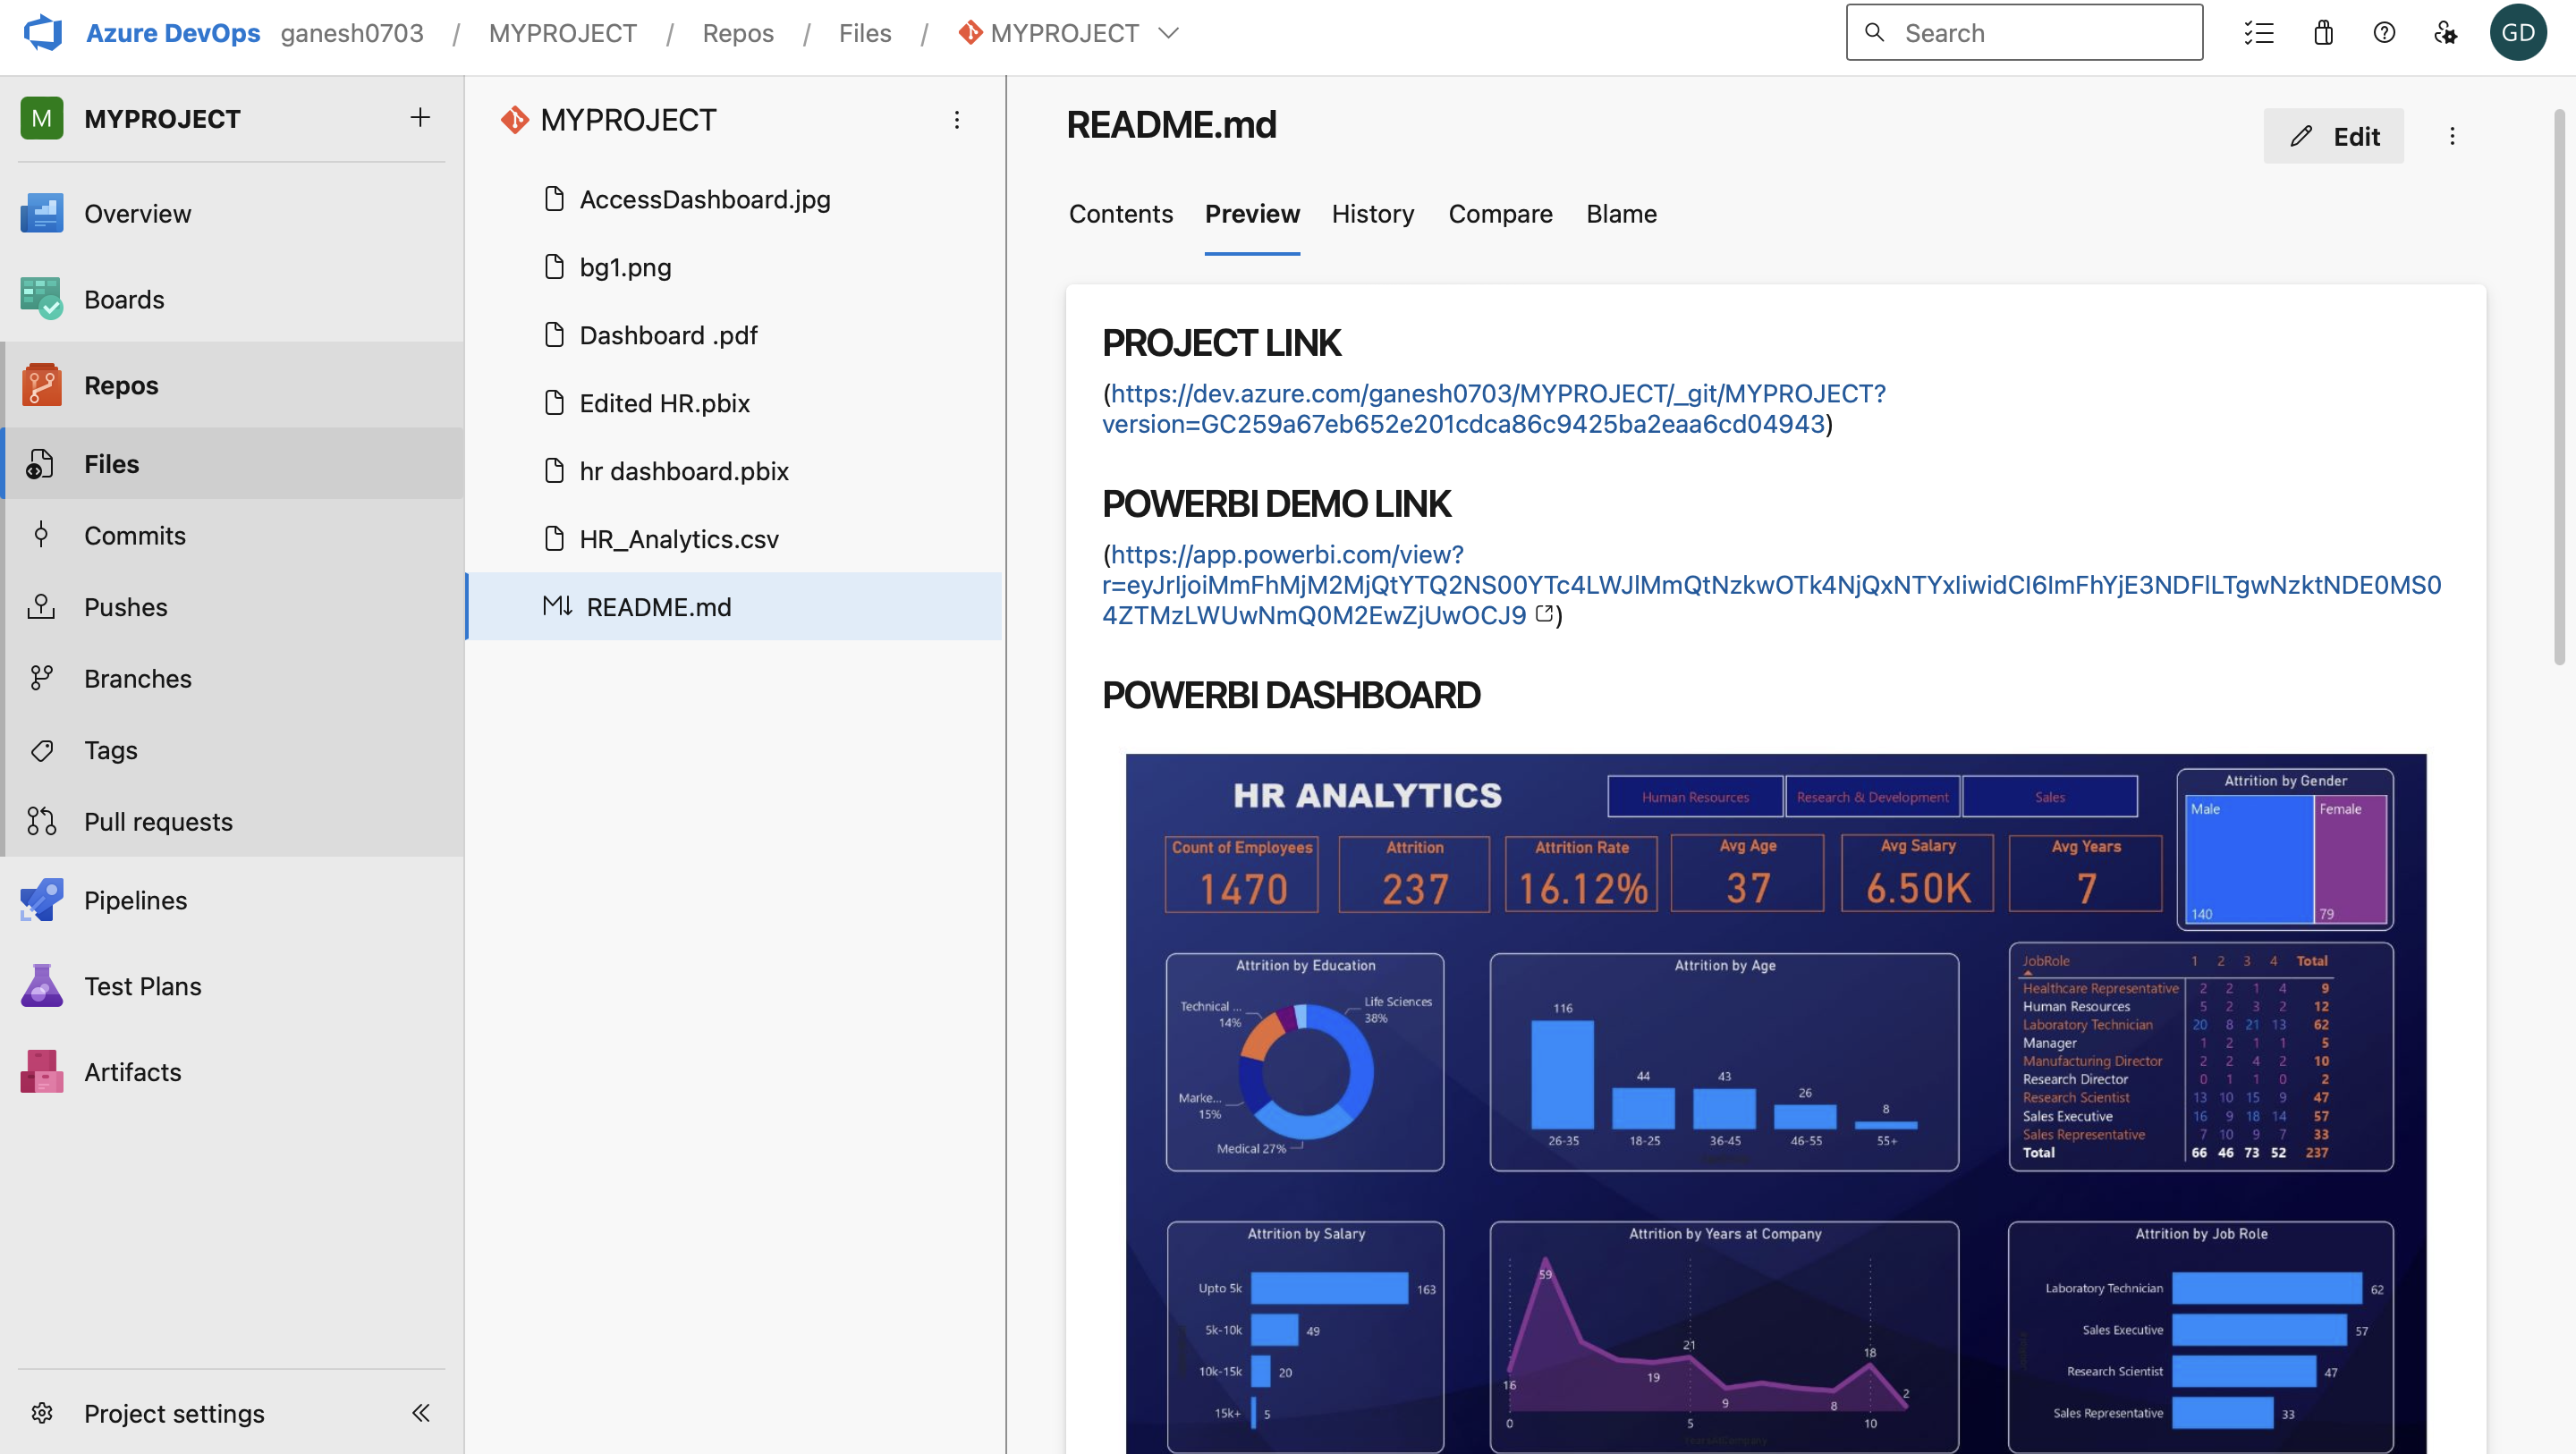 Azure DevOps ganesh0703 / MYPROJECT / Repos / Files / MYPROJECT
Search
GD
M MYPROJECT
Overview
Boards
Repos
Files
Commits
Pushes
Branches
Tags
Pull requests
Pipelines
Test Plans
Artifacts
Project settings
MYPROJECT
AccessDashboard.jpg
bg1.png
Dashboard .pdf
Edited HR.pbix
hr dashboard.pbix
HR_Analytics.csv
README.md
README.md
Edit
Contents Preview History Compare Blame
PROJECT LINK
(https://dev.azure.com/ganesh0703/MYPROJECT/_git/MYPROJECT?
version=GC259a67eb652e201cdca86c9425ba2eaa6cd04943)
POWERBI DEMO LINK
(https://app.powerbi.com/view?
r=eyJrIjoiMmFhMjM2MjQtYTQ2NS00YTc4LWJlMmQtNzkwOTk4NjQxNTYxIiwidCI6ImFhYjE3NDFlLTgwNzktNDE0MS0
4ZTMzLWUwNmQ0M2EwZjUwOCJ9)
POWERBI DASHBOARD
HR ANALYTICS
Human Resources Research & Development Sales
Count of Employees
1470
Attrition
237
Attrition Rate
16.12%
Avg Age
37
Avg Salary
6.50K
Avg Years
7
Attrition by Gender
Male Female
140 79
Attrition by Education
Technical ...
14%
Life Sciences
38%
Marke...
15%
Medical 27%
Attrition by Age
116 44 43 26 8
26-35 18-25 36-45 46-55 55+
JobRole 1 2 3 4 Total
Healthcare Representative 2 2 1 4 9
Human Resources 5 2 3 2 12
Laboratory Technician 20 8 21 13 62
Manager 1 2 1 1 5
Manufacturing Director 2 2 4 2 10
Research Director 0 1 1 0 2
Research Scientist 13 10 15 9 47
Sales Executive 16 9 18 14 57
Sales Representative 7 10 9 7 33
Total 66 46 73 52 237
Attrition by Salary
Upto 5k 163
5k-10k 49
10k-15k 20
15k+ 5
Attrition by Years at Company
16 59 19 21 9 8 18 2
0 5 10
Attrition by Job Role
Laboratory Technician 62
Sales Executive 57
Research Scientist 47
Sales Representative 33